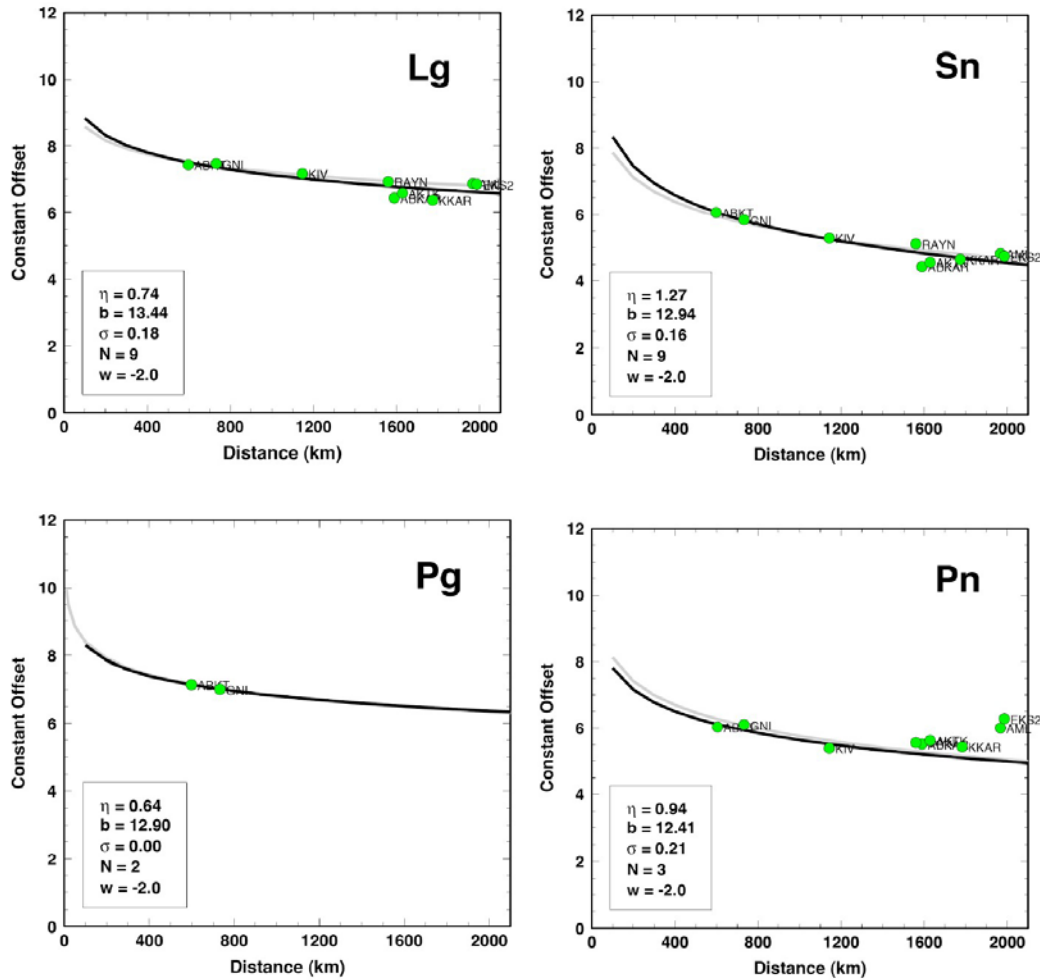 Lg
Constant Offset
12
10
8
6
4
2
0
ABKT
GNI
KIV
RAYN
ABKAR
AKTK
KKAR
AML
EKS2
η = 0.74
b = 13.44
σ = 0.18
N = 9
w = -2.0
0 400 800 1200 1600 2000
Distance (km)
Sn
Constant Offset
12
10
8
6
4
2
0
ABKT
GNI
KIV
RAYN
ABKAR
AKTK
KKAR
AML
EKS2
η = 1.27
b = 12.94
σ = 0.16
N = 9
w = -2.0
0 400 800 1200 1600 2000
Distance (km)
Pg
Constant Offset
12
10
8
6
4
2
0
ABKT
GNI
η = 0.64
b = 12.90
σ = 0.00
N = 2
w = -2.0
0 400 800 1200 1600 2000
Distance (km)
Pn
Constant Offset
12
10
8
6
4
2
0
GNI
KIV
AKTK
KKAR
EKS2
AML
η = 0.94
b = 12.41
σ = 0.21
N = 3
w = -2.0
0 400 800 1200 1600 2000
Distance (km)